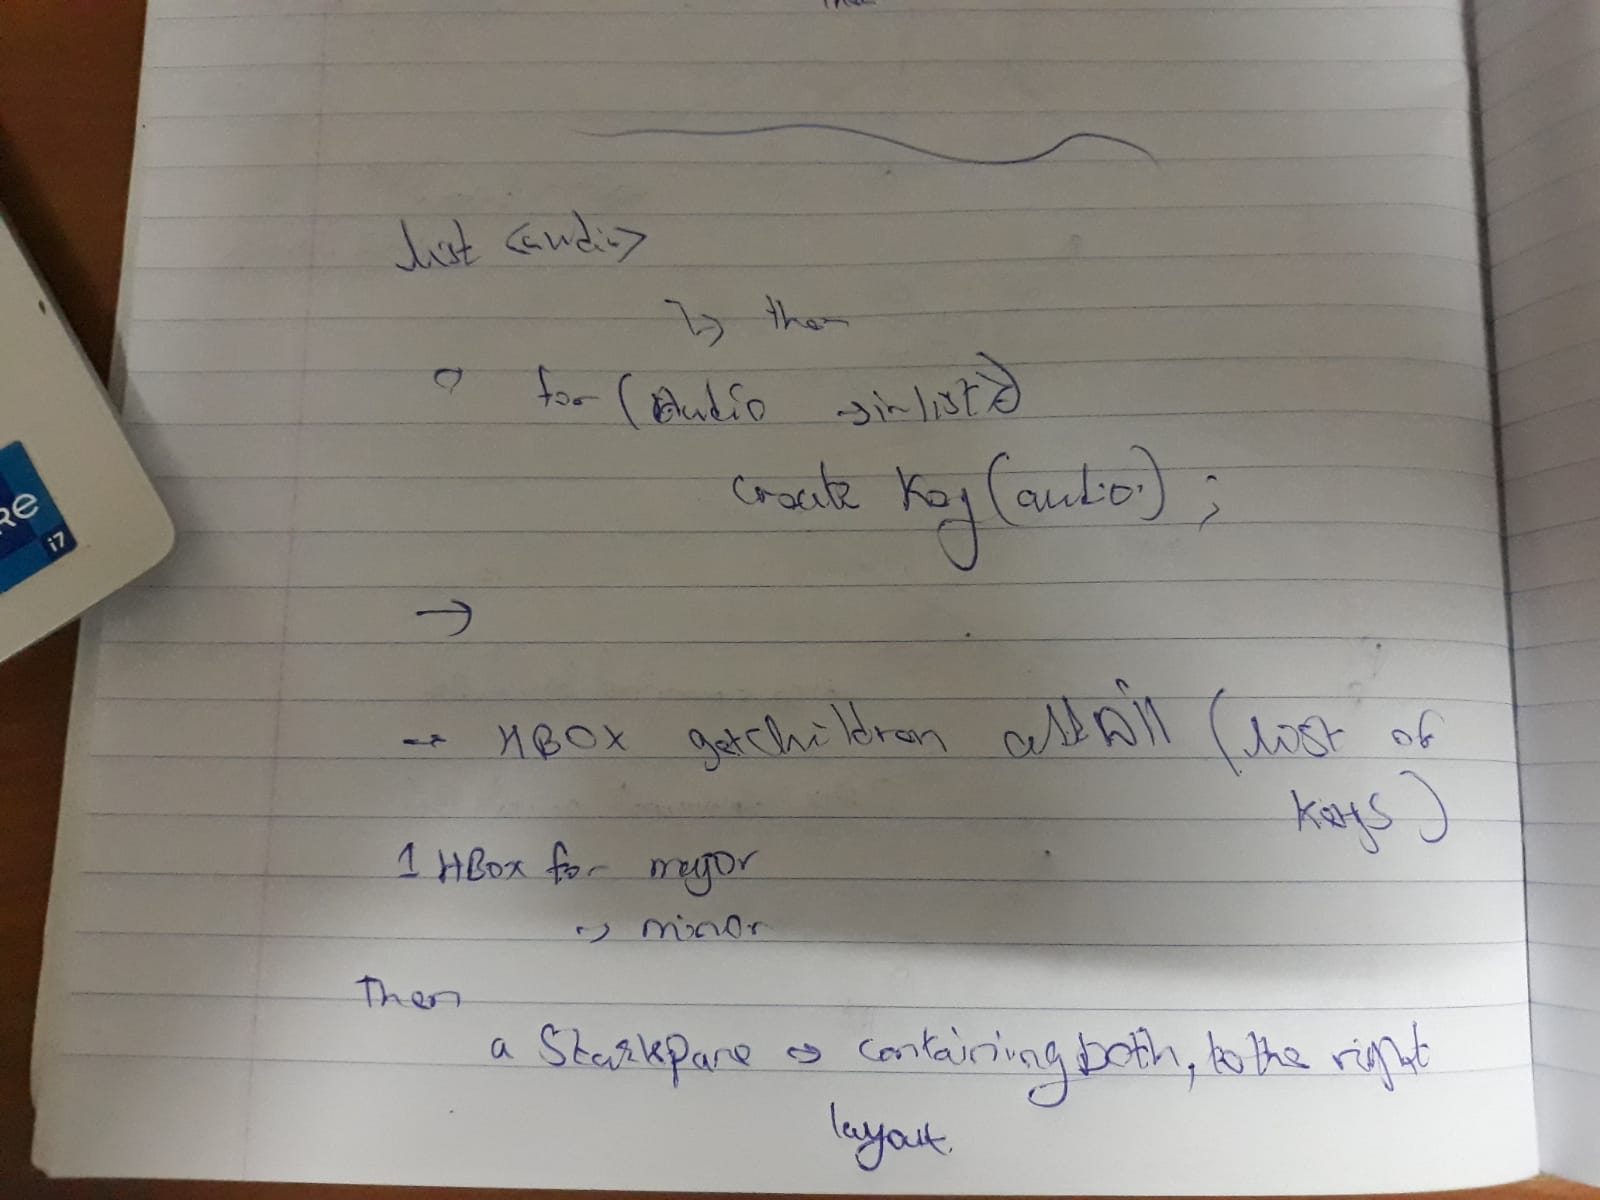 List <audio>
↳ then
o for (Audio → in list)
create Key (audio);
→
→ HBOX getChildren addAll (list of
keys)
1 HBox for major
→ minor
Then
a StackPane → containing both, to the right
layout.
RE
i7